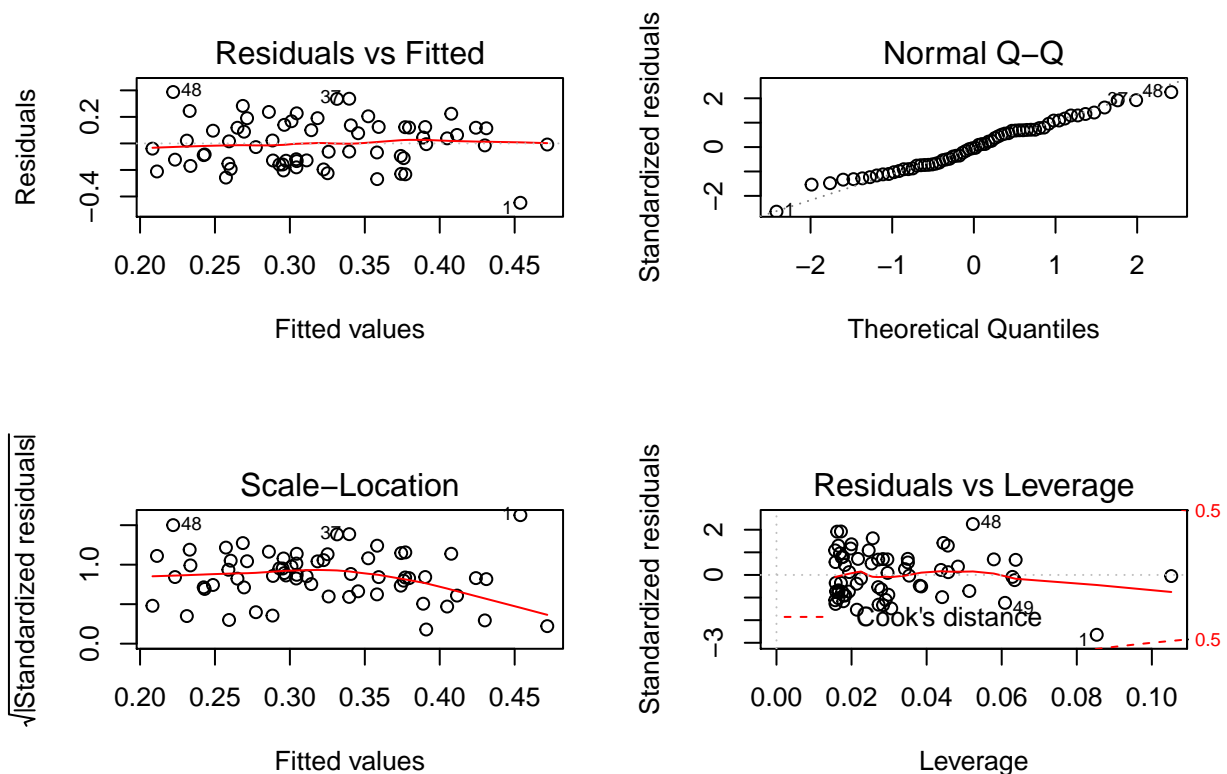 Residuals vs Fitted
Residuals
0.2
−0.4
48
37
1
0.20 0.25 0.30 0.35 0.40 0.45
Fitted values
Normal Q−Q
Standardized residuals
2
0
−2
37
48
1
−2 −1 0 1 2
Theoretical Quantiles
Scale−Location
√|Standardized residuals|
1.0
0.0
48
37
1
0.20 0.25 0.30 0.35 0.40 0.45
Fitted values
Residuals vs Leverage
Standardized residuals
2
0
−3
48
49
1
Cook's distance
0.5
0.5
0.00 0.02 0.04 0.06 0.08 0.10
Leverage